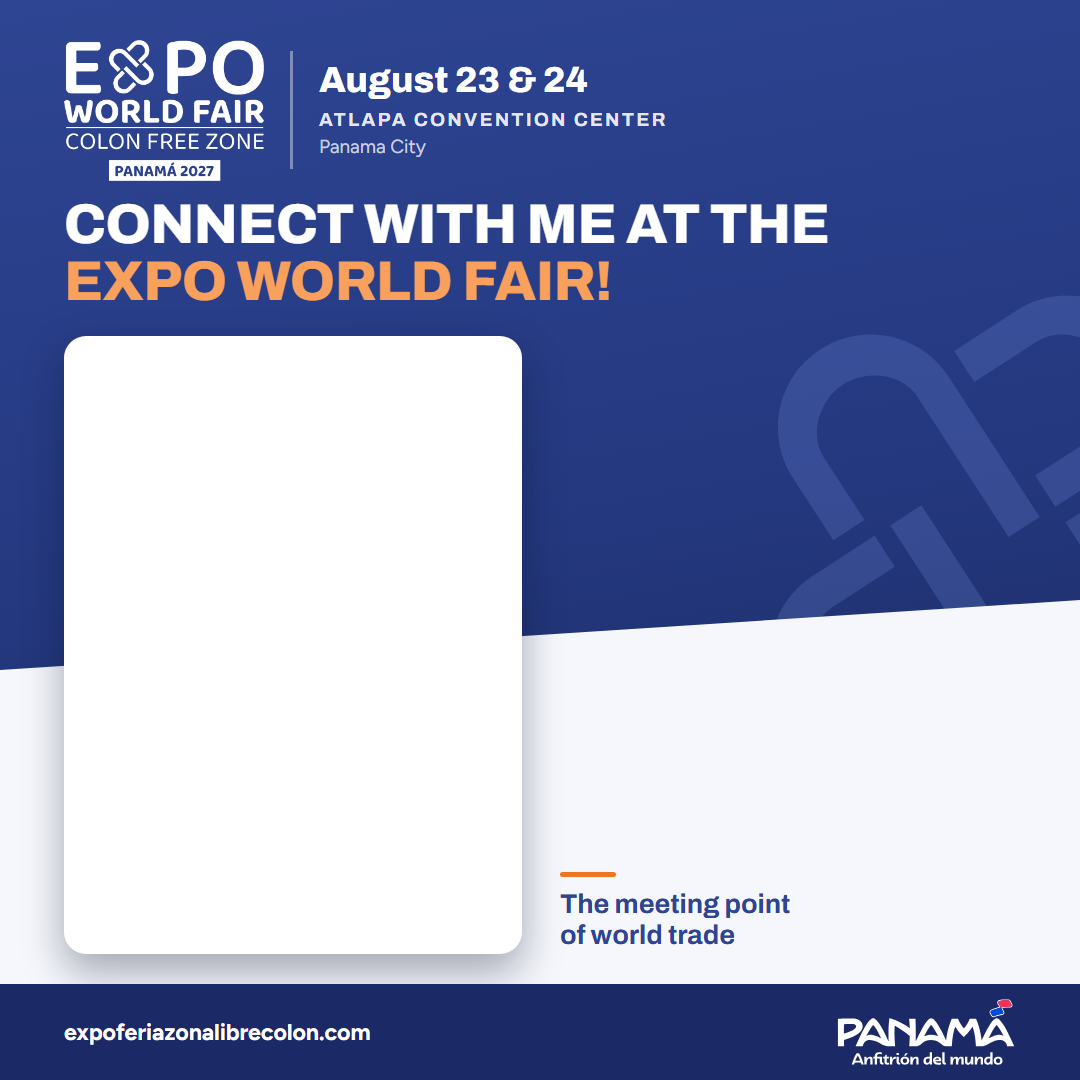 EXPO
WORLD FAIR
COLON FREE ZONE
PANAMÁ 2027
August 23 & 24
ATLAPA CONVENTION CENTER
Panama City
CONNECT WITH ME AT THE
EXPO WORLD FAIR!
The meeting point
of world trade
expoferiazonalibrecolon.com
PANAMÁ
Anfitrión del mundo